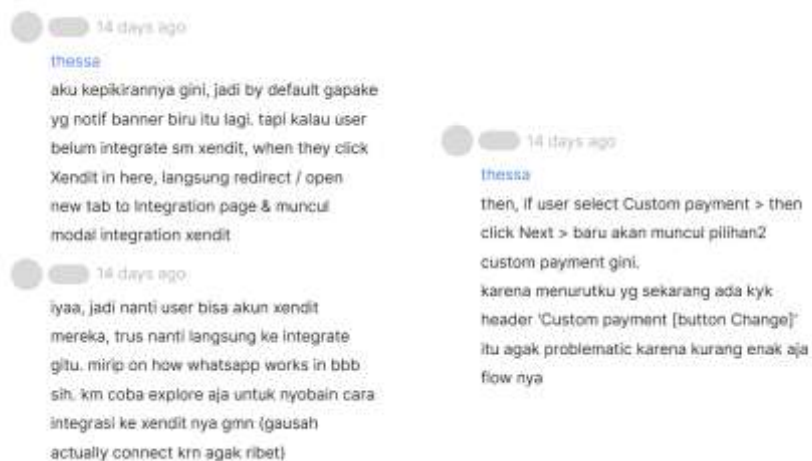 14 days ago
thessa
aku kepikirannya gini, jadi by default gapake
yg notif banner biru itu lagi. tapi kalau user
belum integrate sm xendit, when they click
Xendit in here, langsung redirect / open
new tab to Integration page & muncul
modal integration xendit
14 days ago
iyaa, jadi nanti user bisa akun xendit
mereka, trus nanti langsung ke integrate
gitu. mirip on how whatsapp works in bbb
sih. km coba explore aja untuk nyobain cara
integrasi ke xendit nya gmn (gausah
actually connect krn agak ribet)
14 days ago
thessa
then, if user select Custom payment > then
click Next > baru akan muncul pilihan2
custom payment gini.
karena menurutku yg sekarang ada kyk
header 'Custom payment [button Change]'
itu agak problematic karena kurang enak aja
flow nya